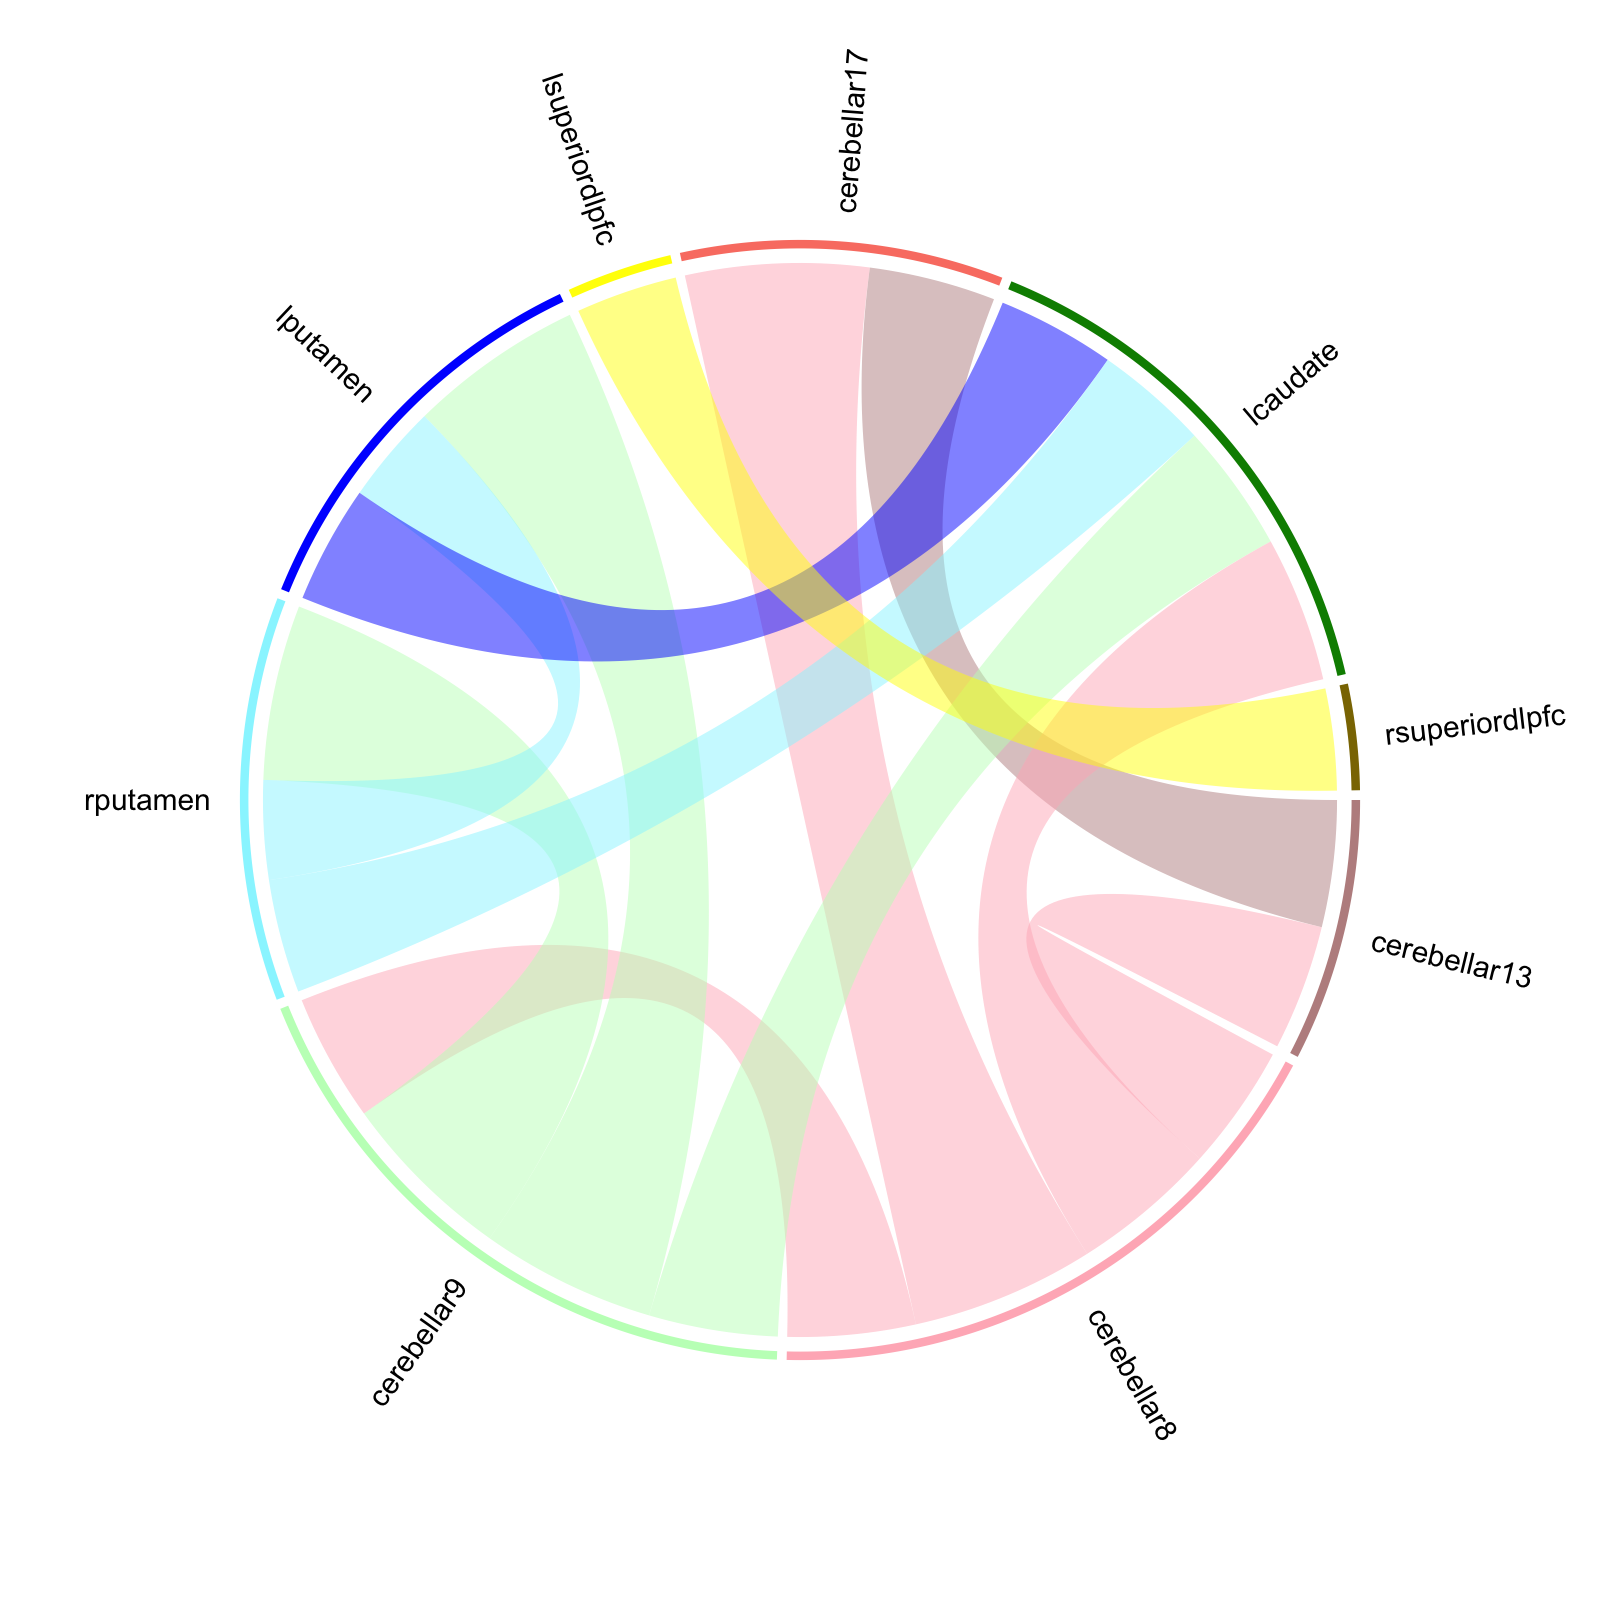 cerebellar17
lsuperiordlpfc
lputamen
lcaudate
rsuperiordlpfc
rputamen
cerebellar13
cerebellar9
cerebellar8